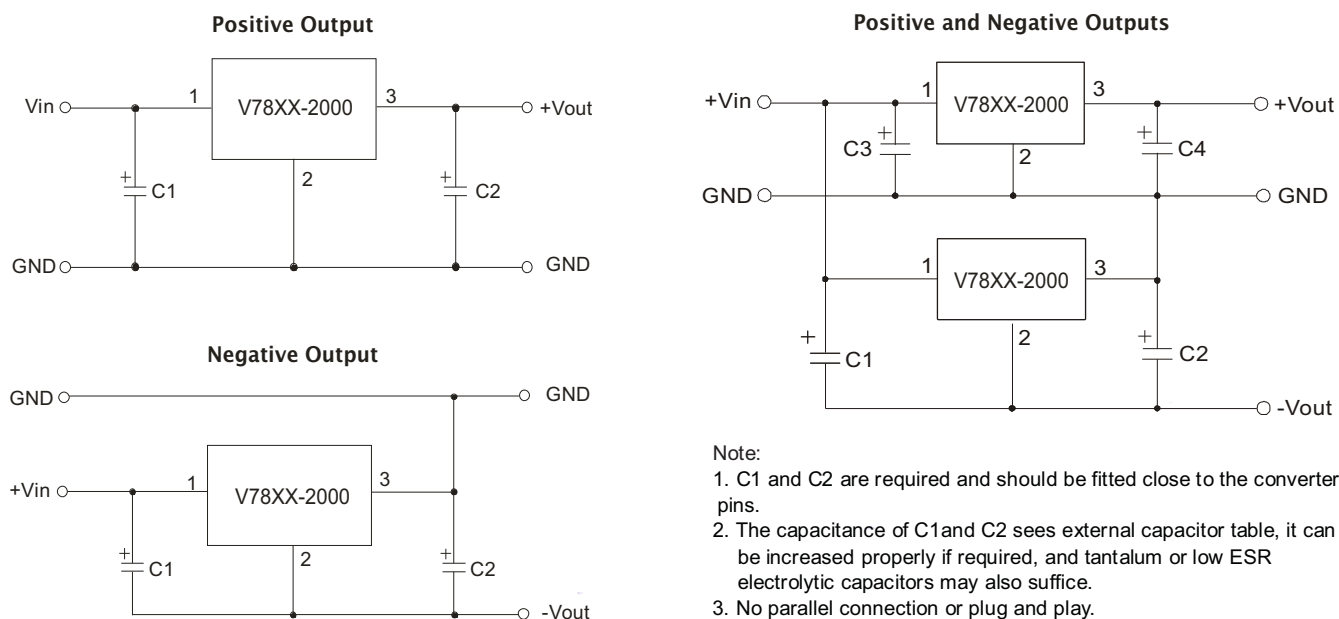 Positive Output
Vin
1
V78XX-2000
3
+Vout
2
+
C1
+
C2
GND
GND
Negative Output
GND
GND
+Vin
1
V78XX-2000
3
2
+
C1
+
C2
-Vout
Positive and Negative Outputs
+Vin
1
V78XX-2000
3
+Vout
C3
+
2
+
C4
GND
GND
1
V78XX-2000
3
+
C1
2
+
C2
-Vout
Note:
1. C1 and C2 are required and should be fitted close to the converter
pins.
2. The capacitance of C1and C2 sees external capacitor table, it can
be increased properly if required, and tantalum or low ESR
electrolytic capacitors may also suffice.
3. No parallel connection or plug and play.